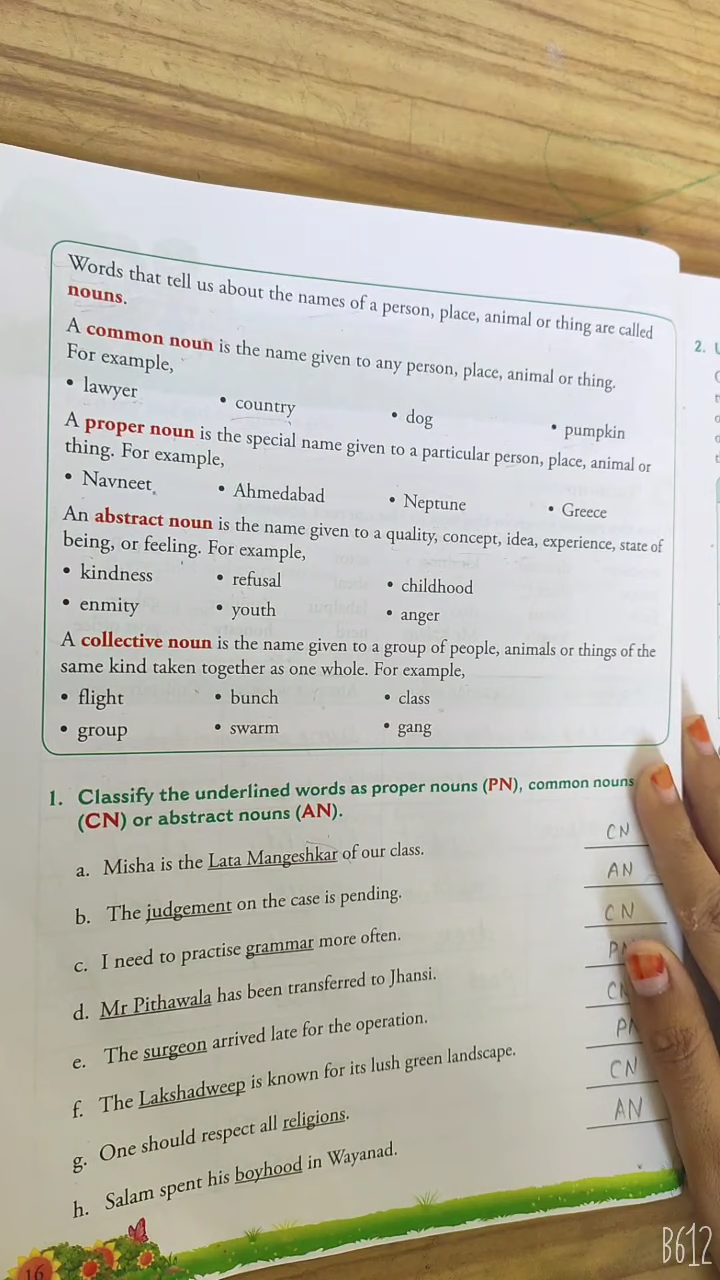 Words that tell us about the names of a person, place, animal or thing are called
nouns.
A common noun is the name given to any person, place, animal or thing.
For example,
• lawyer • country • dog • pumpkin
A proper noun is the special name given to a particular person, place, animal or
thing. For example,
• Navneet • Ahmedabad • Neptune • Greece
An abstract noun is the name given to a quality, concept, idea, experience, state of
being, or feeling. For example,
• kindness • refusal • childhood
• enmity • youth • anger
A collective noun is the name given to a group of people, animals or things of the
same kind taken together as one whole. For example,
• flight • bunch • class
• group • swarm • gang
1. Classify the underlined words as proper nouns (PN), common nouns
(CN) or abstract nouns (AN).
a. Misha is the Lata Mangeshkar of our class. CN
b. The judgement on the case is pending. AN
c. I need to practise grammar more often. CN
d. Mr Pithawala has been transferred to Jhansi. PN
e. The surgeon arrived late for the operation. CN
f. The Lakshadweep is known for its lush green landscape. PN
g. One should respect all religions. CN
h. Salam spent his boyhood in Wayanad. AN
16
2.
B612